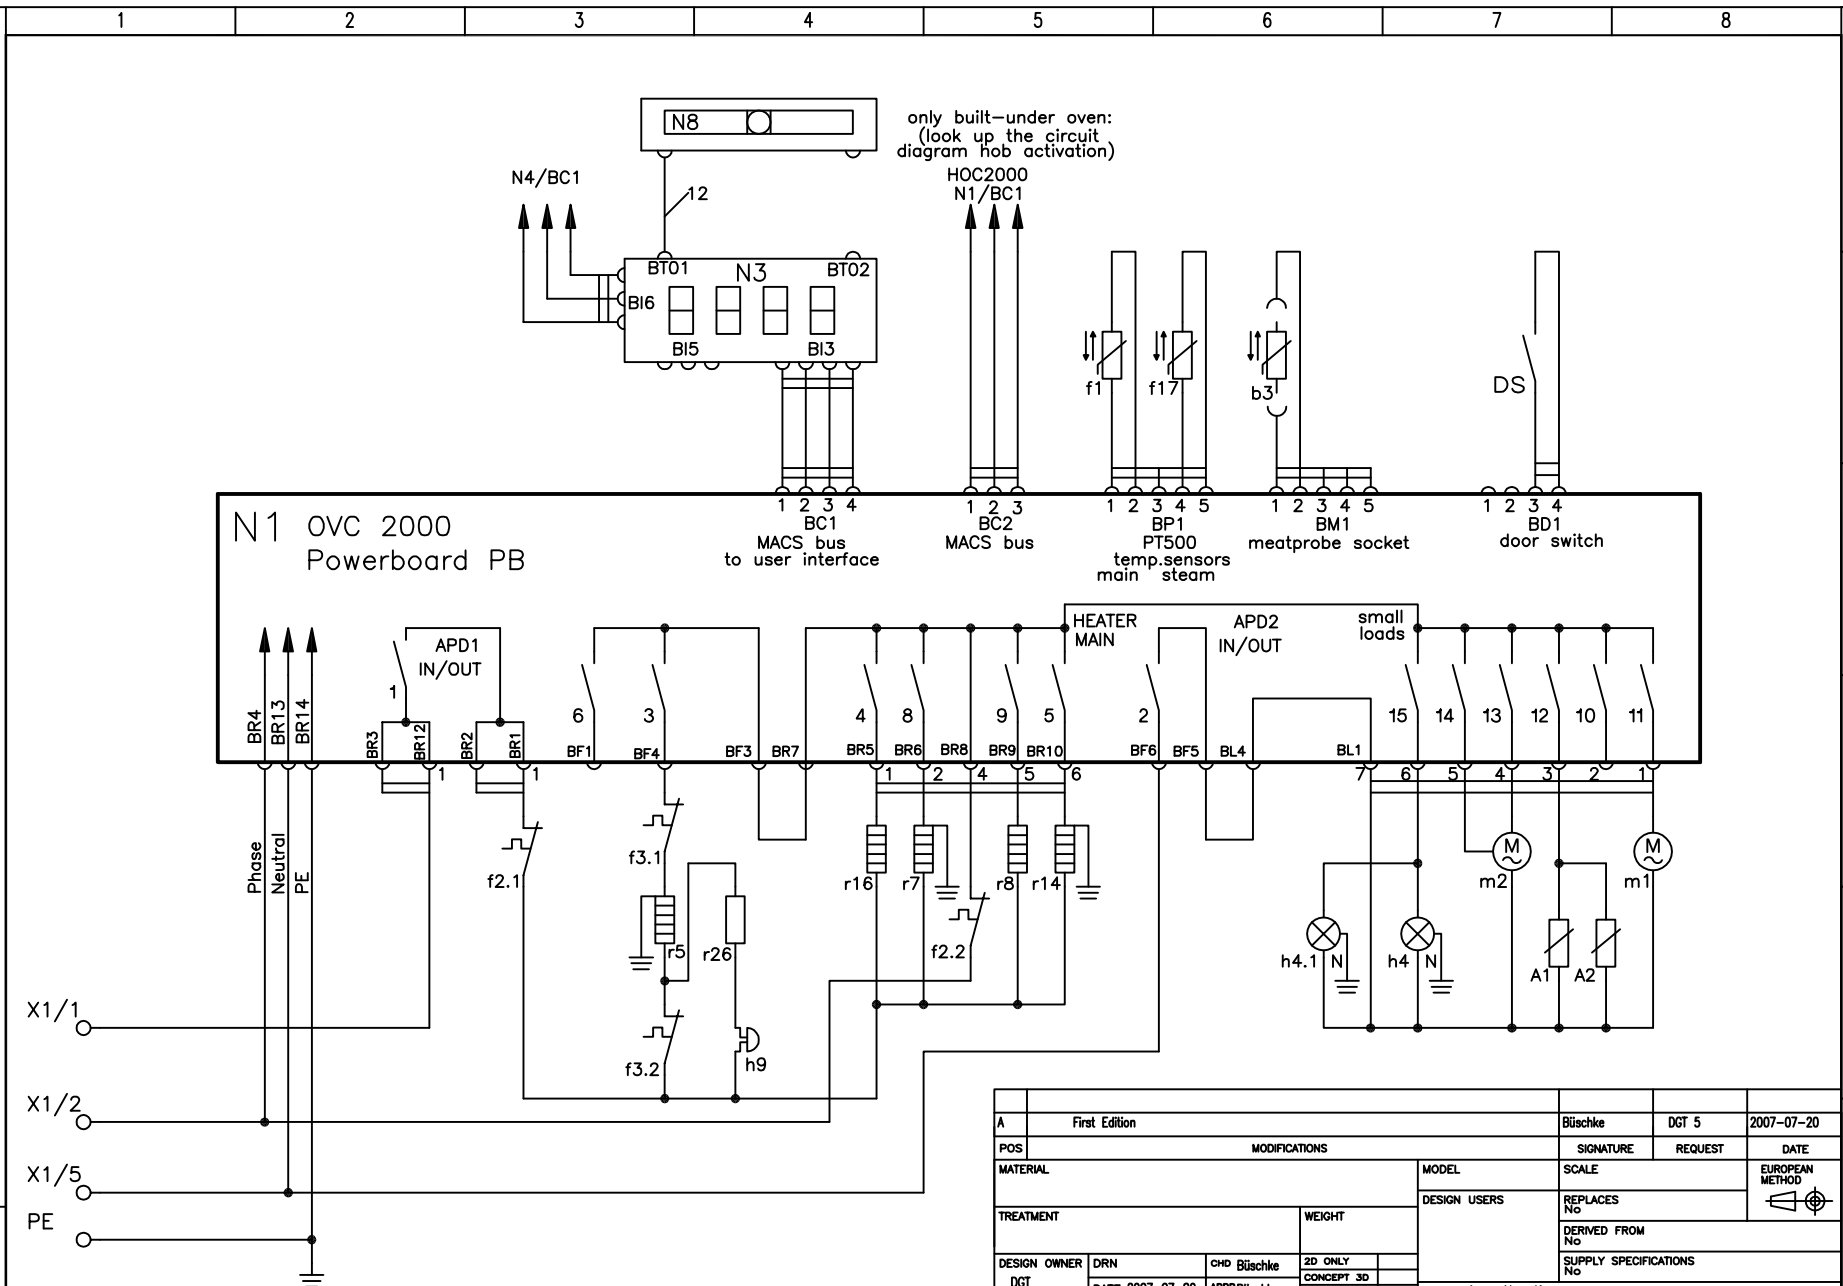 1 2 3 4 5 6 7 8
N8
only built-under oven:
(look up the circuit
diagram hob activation)
N4/BC1
HOC2000
N1/BC1
12
BT01 N3 BT02
BI6
BI5 BI3
f1 f17 b3 DS
1 2 3 4 1 2 3 1 2 3 4 5 1 2 3 4 5 1 2 3 4
N1 OVC 2000
Powerboard PB
BC1
MACS bus
to user interface
BC2
MACS bus
BP1
PT500
temp.sensors
main steam
BM1
meatprobe socket
BD1
door switch
APD1
IN/OUT
HEATER
MAIN
APD2
IN/OUT
small
loads
1 6 3 4 8 9 5 2 15 14 13 12 10 11
BR4 BR13 BR14 BR3 BR12 BR2 BR1 BF1 BF4 BF3 BR7 BR5 BR6 BR8 BR9 BR10 BF6 BF5 BL4 BL1
1 1 1 2 4 5 6 7 6 5 4 3 2 1
Phase Neutral PE
f2.1 f3.1 r16 r7 r8 r14 m2 m1
r5 r26 f2.2 h4.1 N h4 N A1 A2
f3.2 h9
X1/1
X1/2
X1/5
PE
A First Edition Büschke DGT 5 2007-07-20
POS MODIFICATIONS SIGNATURE REQUEST DATE
MATERIAL MODEL SCALE EUROPEAN
METHOD
DESIGN USERS REPLACES
No
TREATMENT WEIGHT
DERIVED FROM
No
DESIGN OWNER DRN CHD Büschke 2D ONLY SUPPLY SPECIFICATIONS
No
DGT CONCEPT 3D